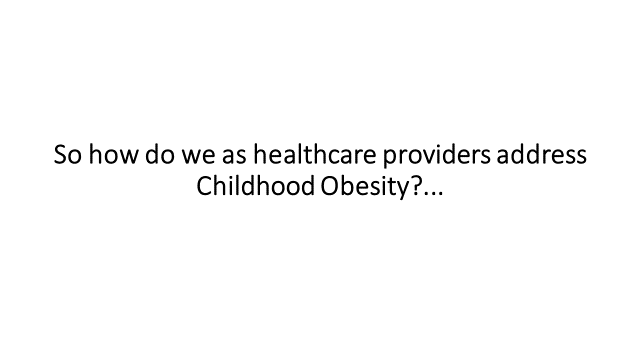 So how do we as healthcare providers address
Childhood Obesity?...